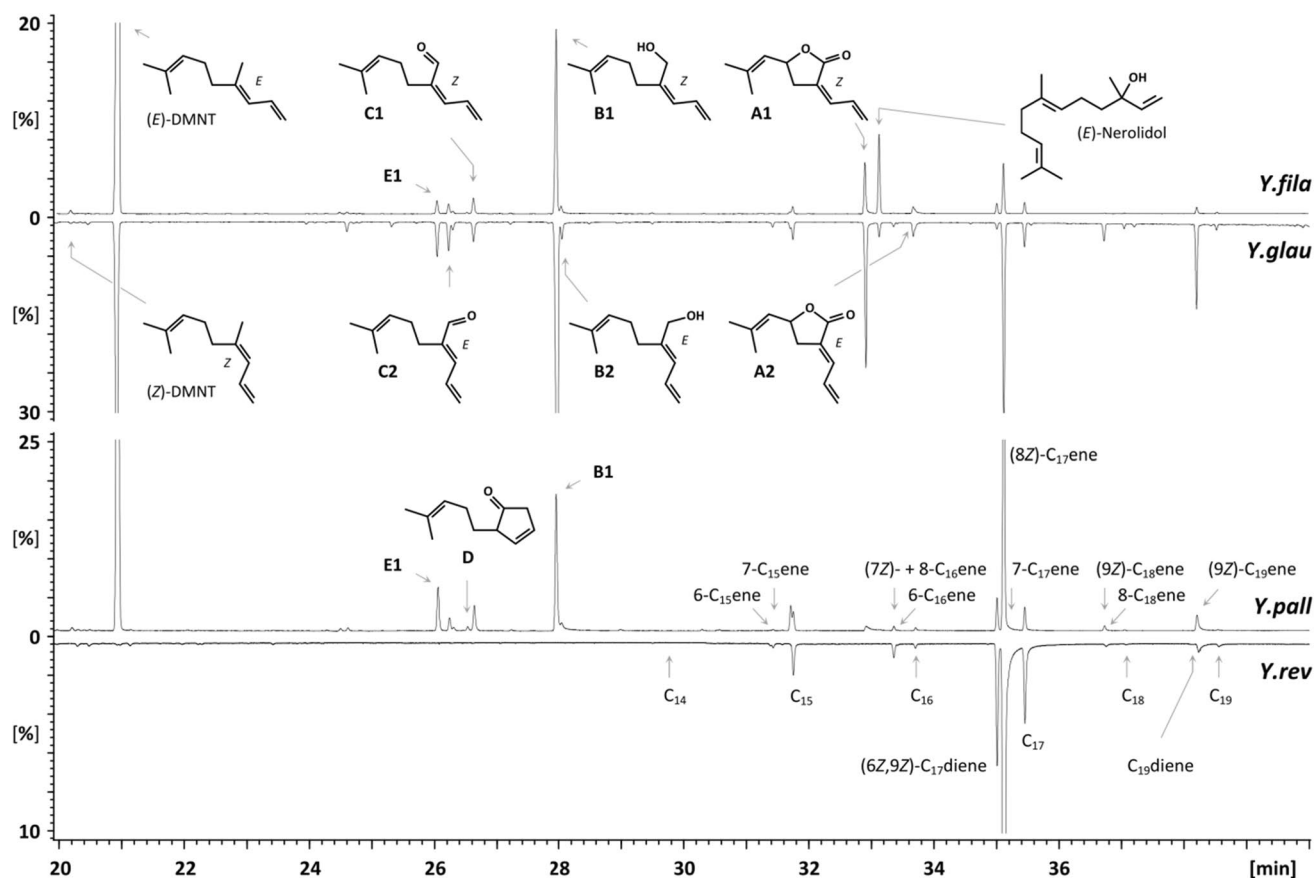 20
[%]
0
[%]
30
(E)-DMNT
E
C1
O
Z
B1
HO
Z
A1
O
O
Z
OH
(E)-Nerolidol
E1
Y.fila
Y.glau
(Z)-DMNT
Z
C2
O
E
B2
OH
E
A2
O
O
E
25
[%]
0
[%]
10
E1
O
D
B1
(8Z)-C₁₇ene
7-C₁₅ene
(7Z)- + 8-C₁₆ene
7-C₁₇ene
(9Z)-C₁₈ene
(9Z)-C₁₉ene
6-C₁₅ene
6-C₁₆ene
8-C₁₈ene
Y.pall
Y.rev
C₁₄
C₁₅
C₁₆
C₁₈
C₁₉
(6Z,9Z)-C₁₇diene
C₁₇
C₁₉diene
20
22
24
26
28
30
32
34
36
[min]